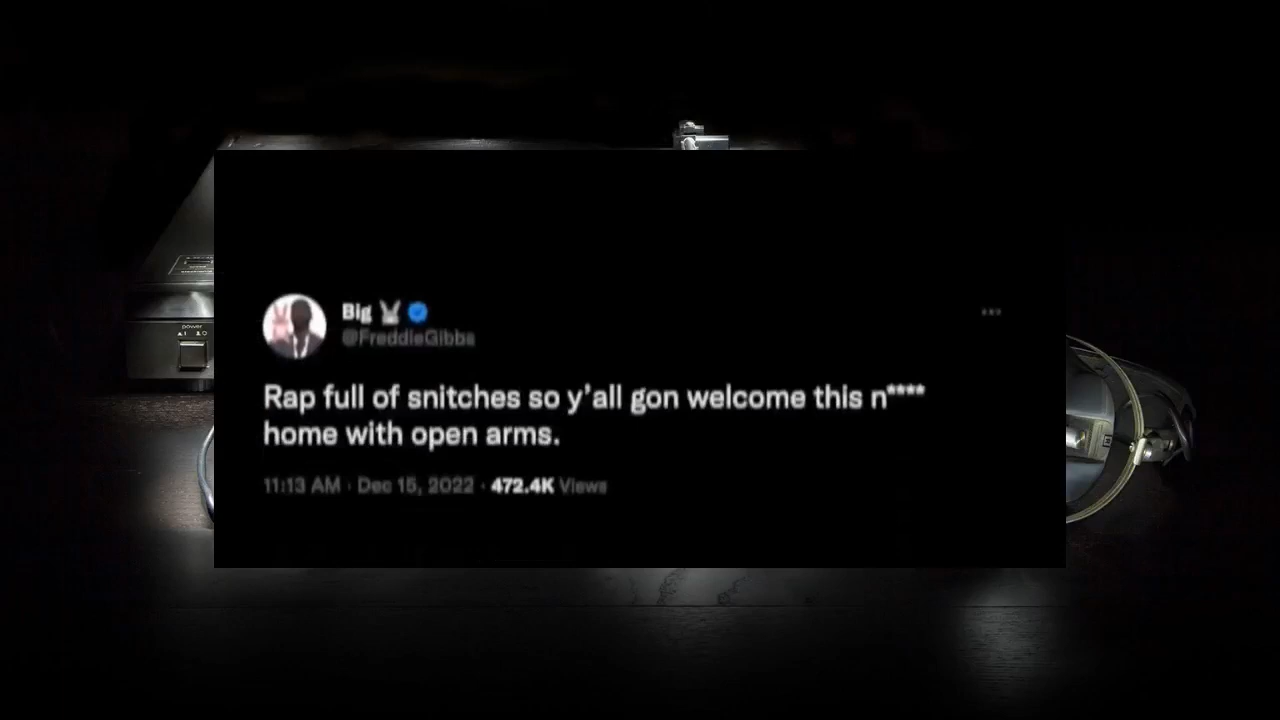 power
Big
@FreddieGibbs
Rap full of snitches so y'all gon welcome this n****
home with open arms.
11:13 AM · Dec 15, 2022 · 472.4K Views